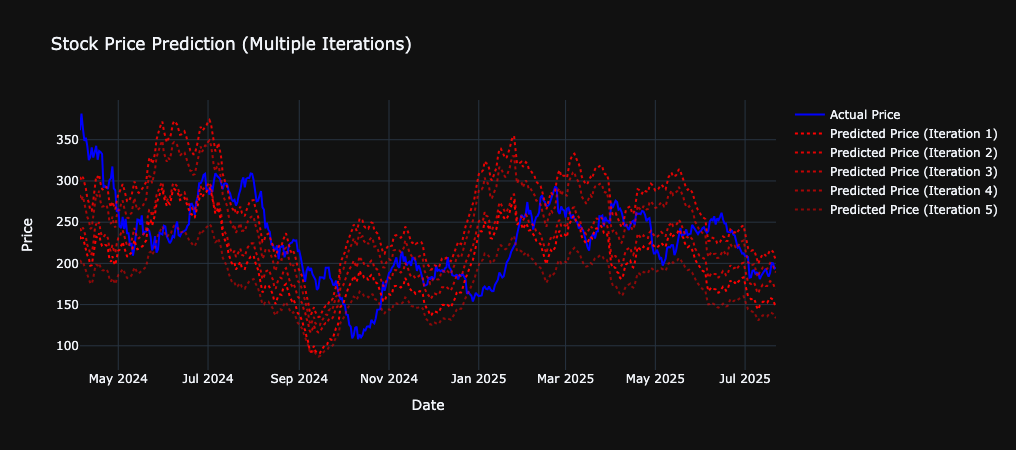 Stock Price Prediction (Multiple Iterations)
Actual Price
Predicted Price (Iteration 1)
Predicted Price (Iteration 2)
Predicted Price (Iteration 3)
Predicted Price (Iteration 4)
Predicted Price (Iteration 5)
Price
350
300
250
200
150
100
May 2024
Jul 2024
Sep 2024
Nov 2024
Jan 2025
Mar 2025
May 2025
Jul 2025
Date